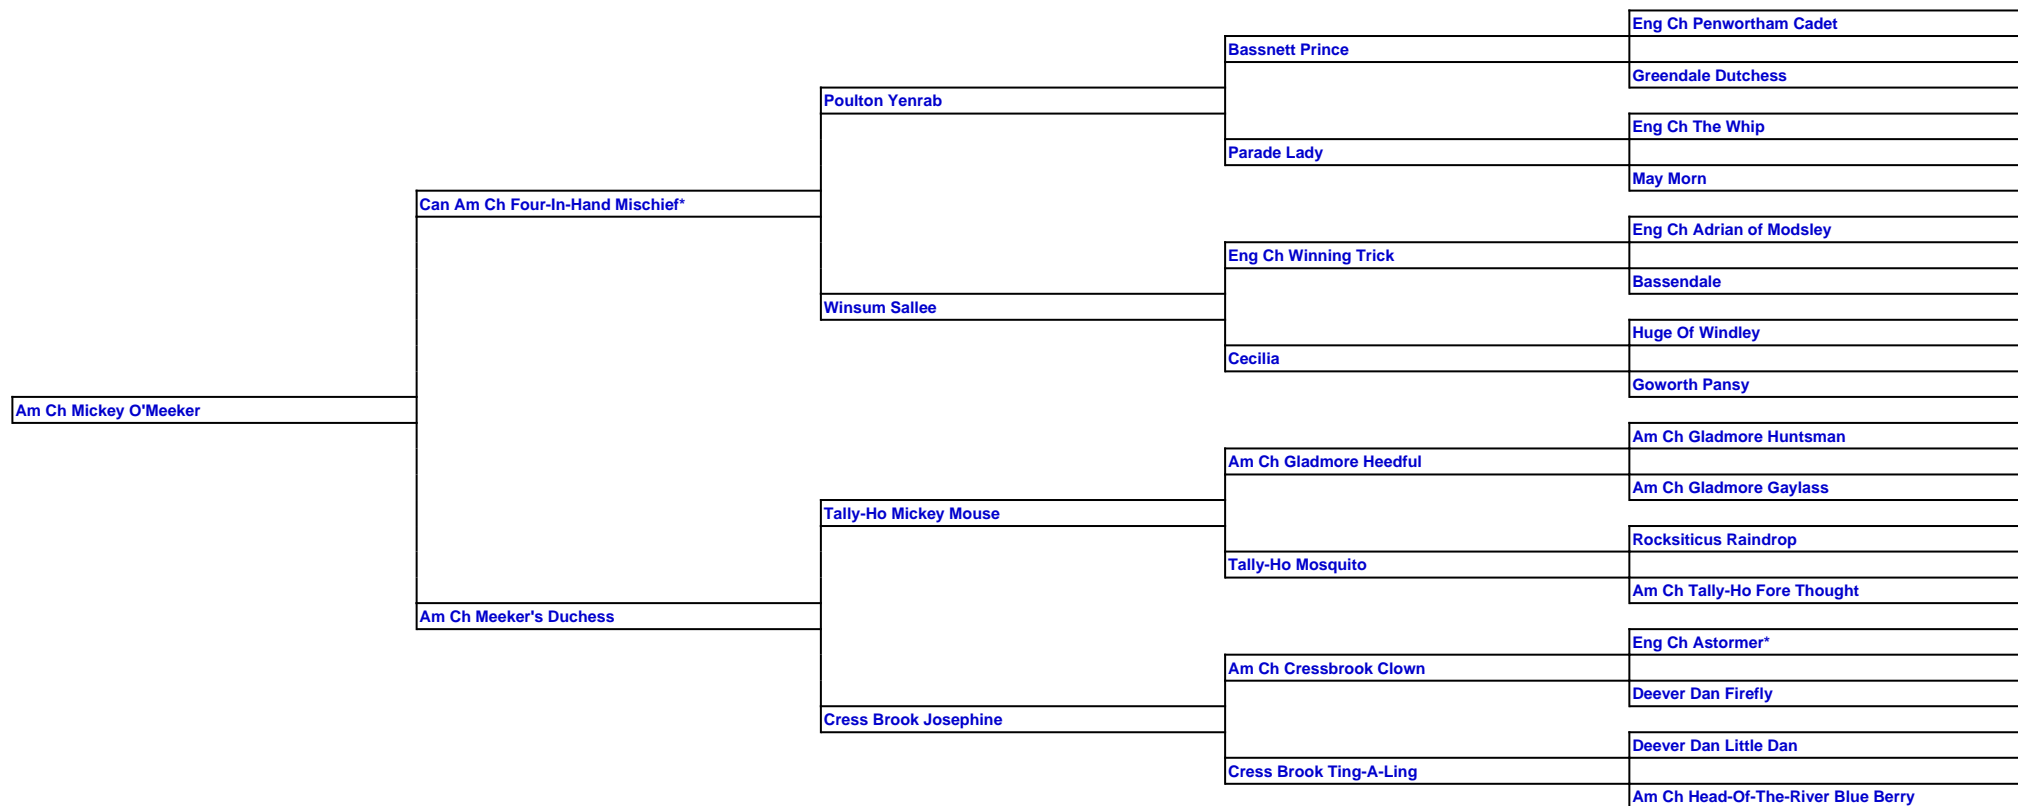 Eng Ch Penwortham Cadet
Bassnett Prince
Greendale Dutchess
Poulton Yenrab
Eng Ch The Whip
Parade Lady
May Morn
Can Am Ch Four-In-Hand Mischief*
Eng Ch Adrian of Modsley
Eng Ch Winning Trick
Bassendale
Winsum Sallee
Huge Of Windley
Cecilia
Goworth Pansy
Am Ch Mickey O'Meeker
Am Ch Gladmore Huntsman
Am Ch Gladmore Heedful
Am Ch Gladmore Gaylass
Tally-Ho Mickey Mouse
Rocksiticus Raindrop
Tally-Ho Mosquito
Am Ch Tally-Ho Fore Thought
Am Ch Meeker's Duchess
Eng Ch Astormer*
Am Ch Cressbrook Clown
Deever Dan Firefly
Cress Brook Josephine
Deever Dan Little Dan
Cress Brook Ting-A-Ling
Am Ch Head-Of-The-River Blue Berry